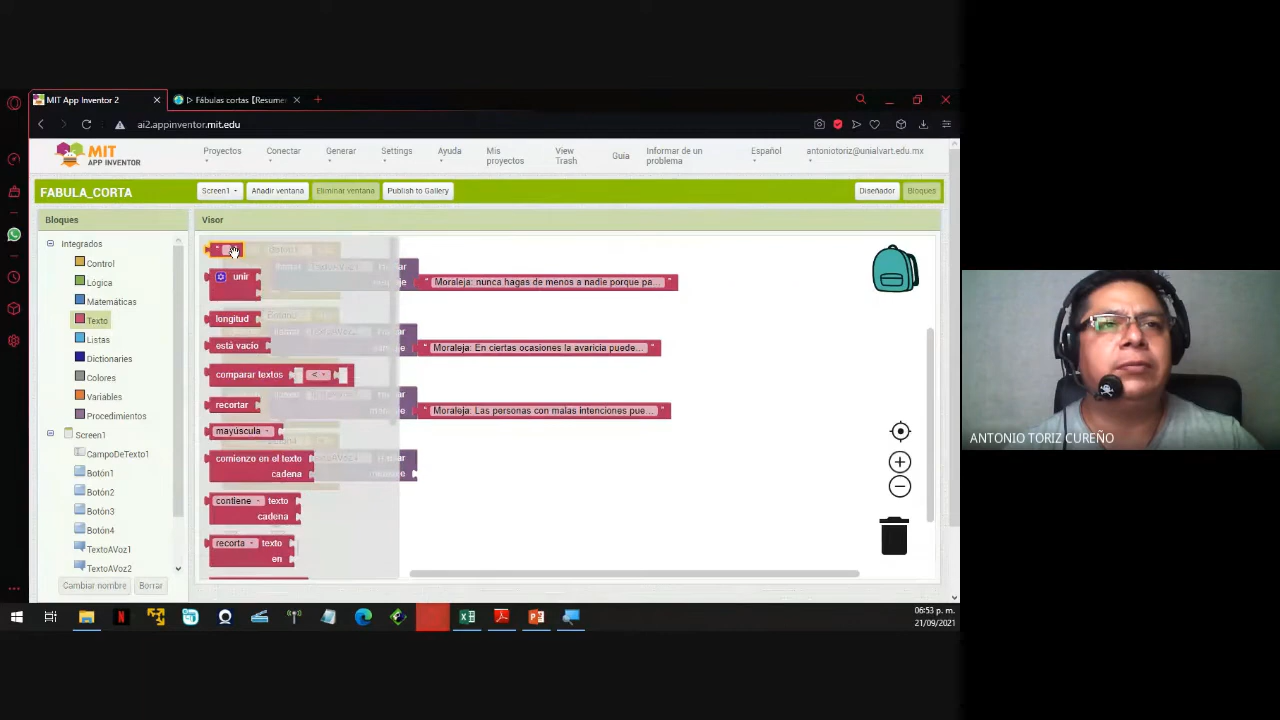 MIT App Inventor 2
Fábulas cortas【Resume
ai2.appinventor.mit.edu
MIT
APP INVENTOR
Proyectos
Conectar
Generar
Settings
Ayuda
Mis proyectos
View Trash
Guía
Informar de un problema
Español
antoniotoriz@unialvart.edu.mx
FABULA_CORTA
Screen1
Añadir ventana
Eliminar ventana
Publish to Gallery
Diseñador
Bloques
Bloques
Visor
Integrados
Control
Lógica
Matemáticas
Texto
Listas
Dictionaries
Colores
Variables
Procedimientos
Screen1
CampoDeTexto1
Botón1
Botón2
Botón3
Botón4
TextoAVoz1
TextoAVoz2
Cambiar nombre
Borrar
unir
longitud
está vacío
comparar textos <
recortar
mayúscula
comienzo en el texto
cadena
contiene texto
cadena
recorta texto
en
" Moraleja: nunca hagas de menos a nadie porque pa... "
" Moraleja: En ciertas ocasiones la avaricia puede... "
" Moraleja: Las personas con malas intenciones pue... "
ANTONIO TORIZ CUREÑO
06:53 p. m.
21/09/2021